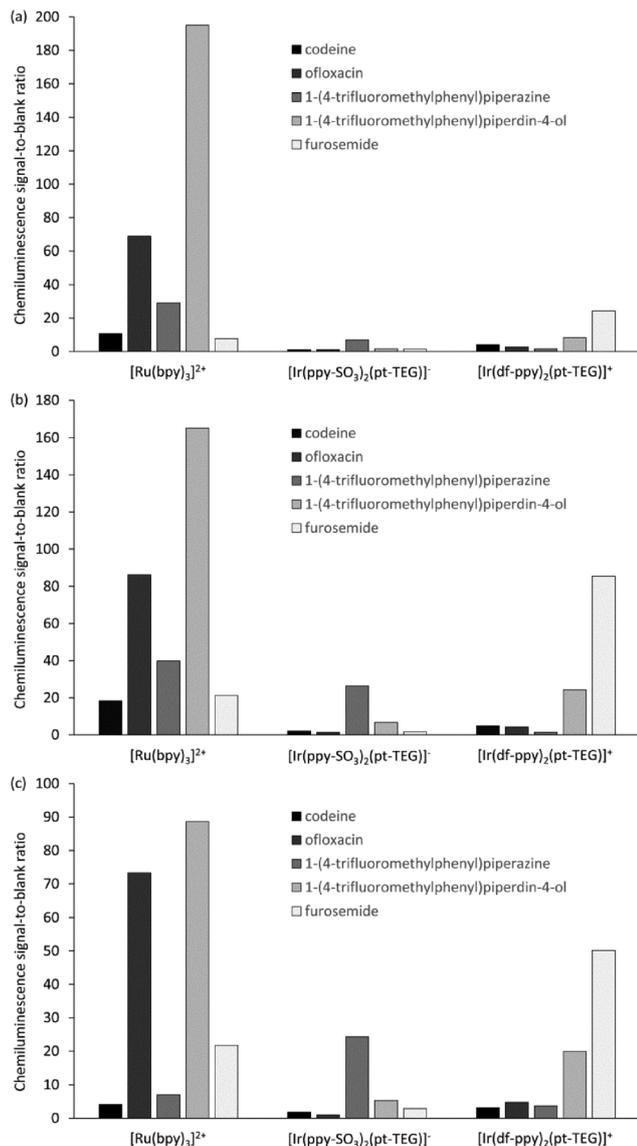 (a)
Chemiluminescence signal-to-blank ratio
200
180
160
140
120
100
80
60
40
20
0
codeine
ofloxacin
1-(4-trifluoromethylphenyl)piperazine
1-(4-trifluoromethylphenyl)piperdin-4-ol
furosemide
[Ru(bpy)₃]²⁺ [Ir(ppy-SO₃)₂(pt-TEG)]⁻ [Ir(df-ppy)₂(pt-TEG)]⁺
(b)
Chemiluminescence signal-to-blank ratio
180
160
140
120
100
80
60
40
20
0
codeine
ofloxacin
1-(4-trifluoromethylphenyl)piperazine
1-(4-trifluoromethylphenyl)piperdin-4-ol
furosemide
[Ru(bpy)₃]²⁺ [Ir(ppy-SO₃)₂(pt-TEG)]⁻ [Ir(df-ppy)₂(pt-TEG)]⁺
(c)
Chemiluminescence signal-to-blank ratio
100
90
80
70
60
50
40
30
20
10
0
codeine
ofloxacin
1-(4-trifluoromethylphenyl)piperazine
1-(4-trifluoromethylphenyl)piperdin-4-ol
furosemide
[Ru(bpy)₃]²⁺ [Ir(ppy-SO₃)₂(pt-TEG)]⁻ [Ir(df-ppy)₂(pt-TEG)]⁺